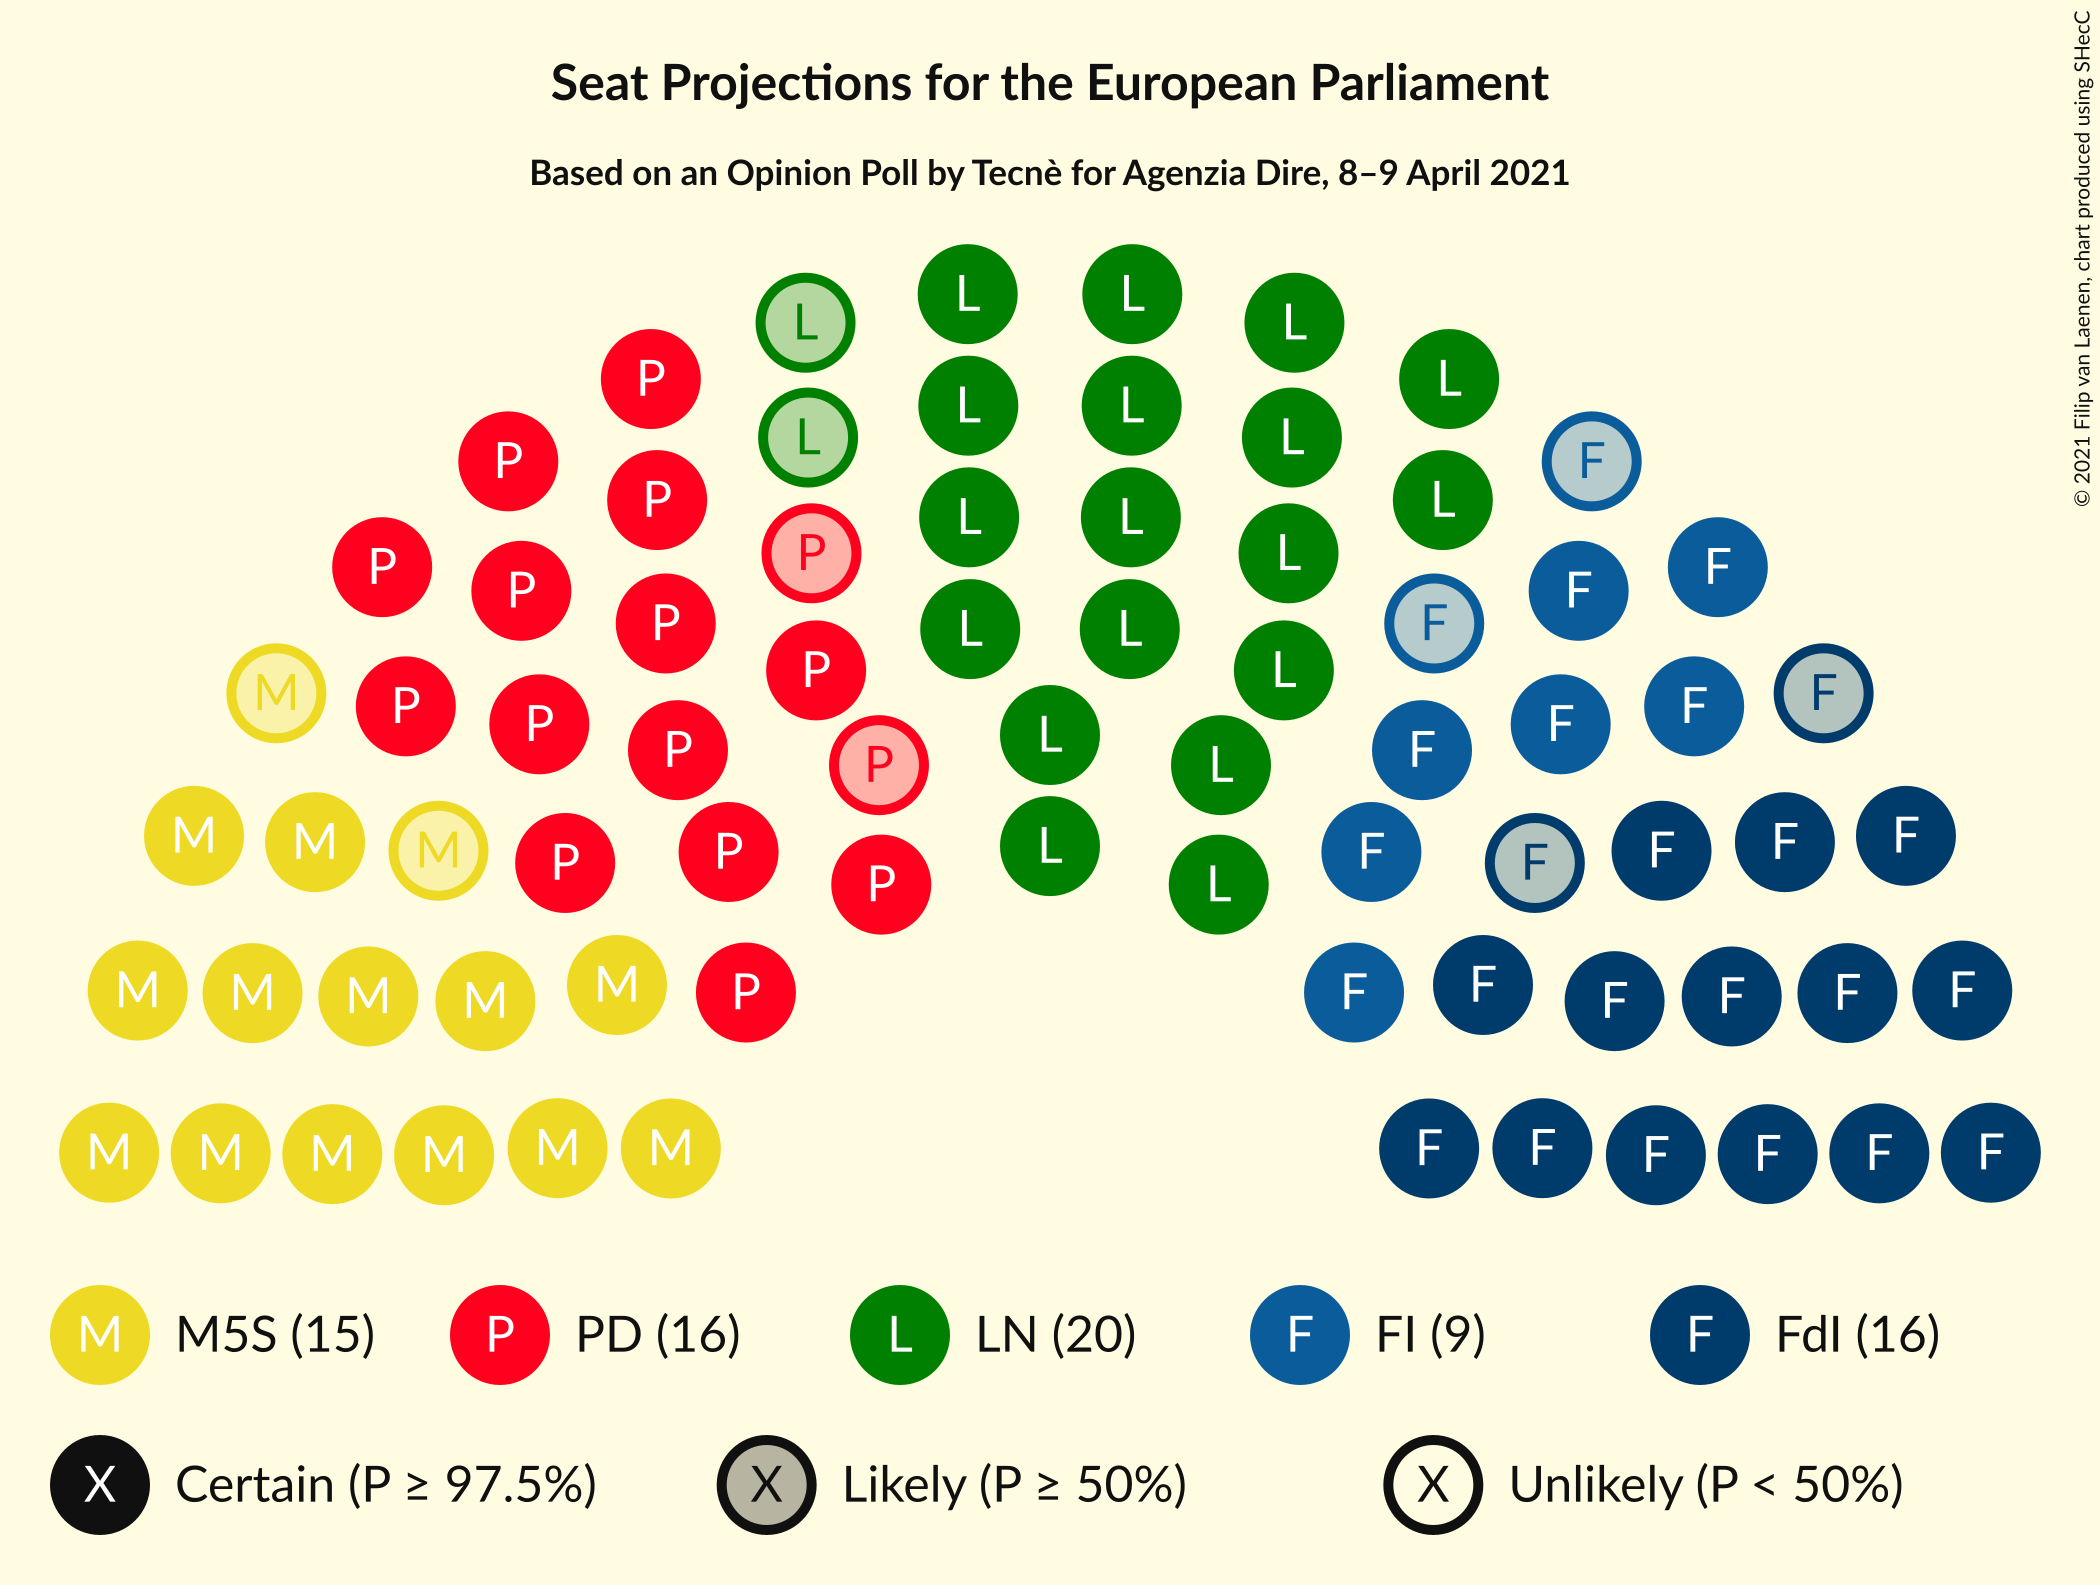 Seat Projections for the European Parliament
Based on an Opinion Poll by Tecnè for Agenzia Dire, 8–9 April 2021
© 2021 Filip van Laenen, chart produced using SHecC
L L L L
P L L P
L L L L
P P F
L L P L
P P F F F
L L
P L
M P P P L F F F F
L P L
M M M P P F F F F F
L P L
M M M M M P F F F F F F
M M M M M M F F F F F F
M M5S (15) P PD (16) L LN (20) F FI (9) F FdI (16)
X Certain (P ≥ 97.5%) X Likely (P ≥ 50%) X Unlikely (P < 50%)